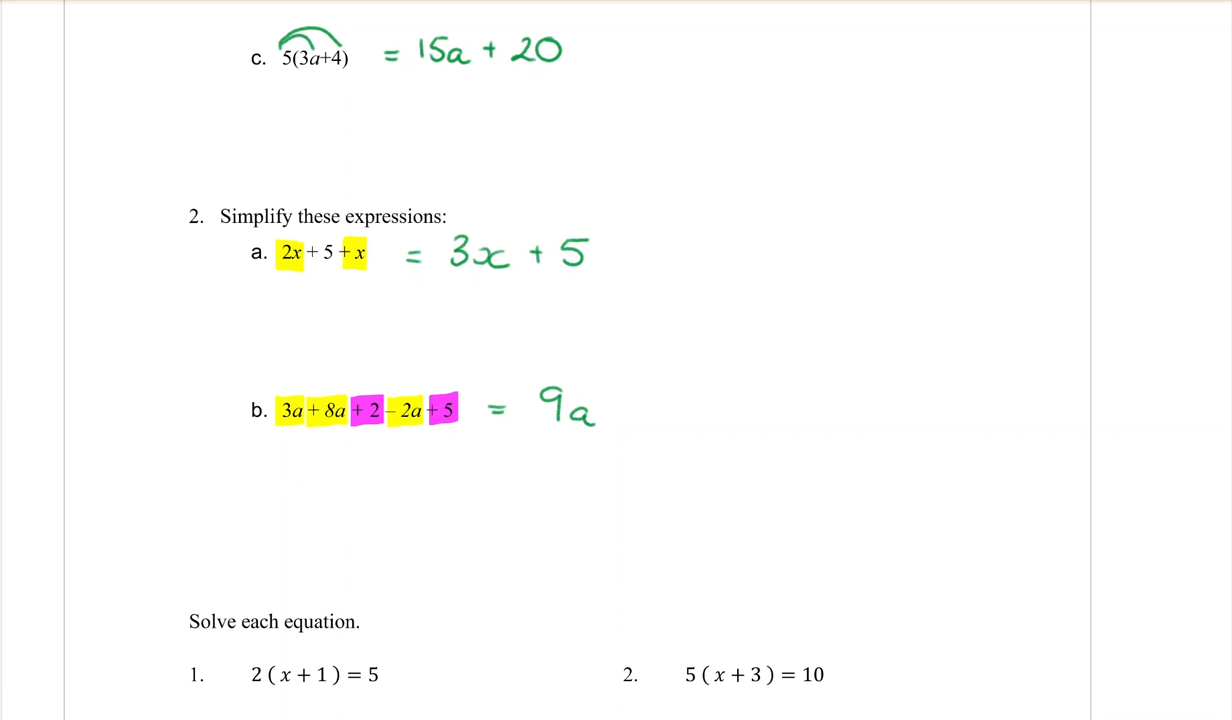 c. 5(3a+4) = 15a + 20
2. Simplify these expressions:
a. 2x + 5 + x = 3x + 5
b. 3a + 8a + 2 – 2a + 5 = 9a
Solve each equation.
1. 2 ( x + 1 ) = 5 2. 5 ( x + 3 ) = 10